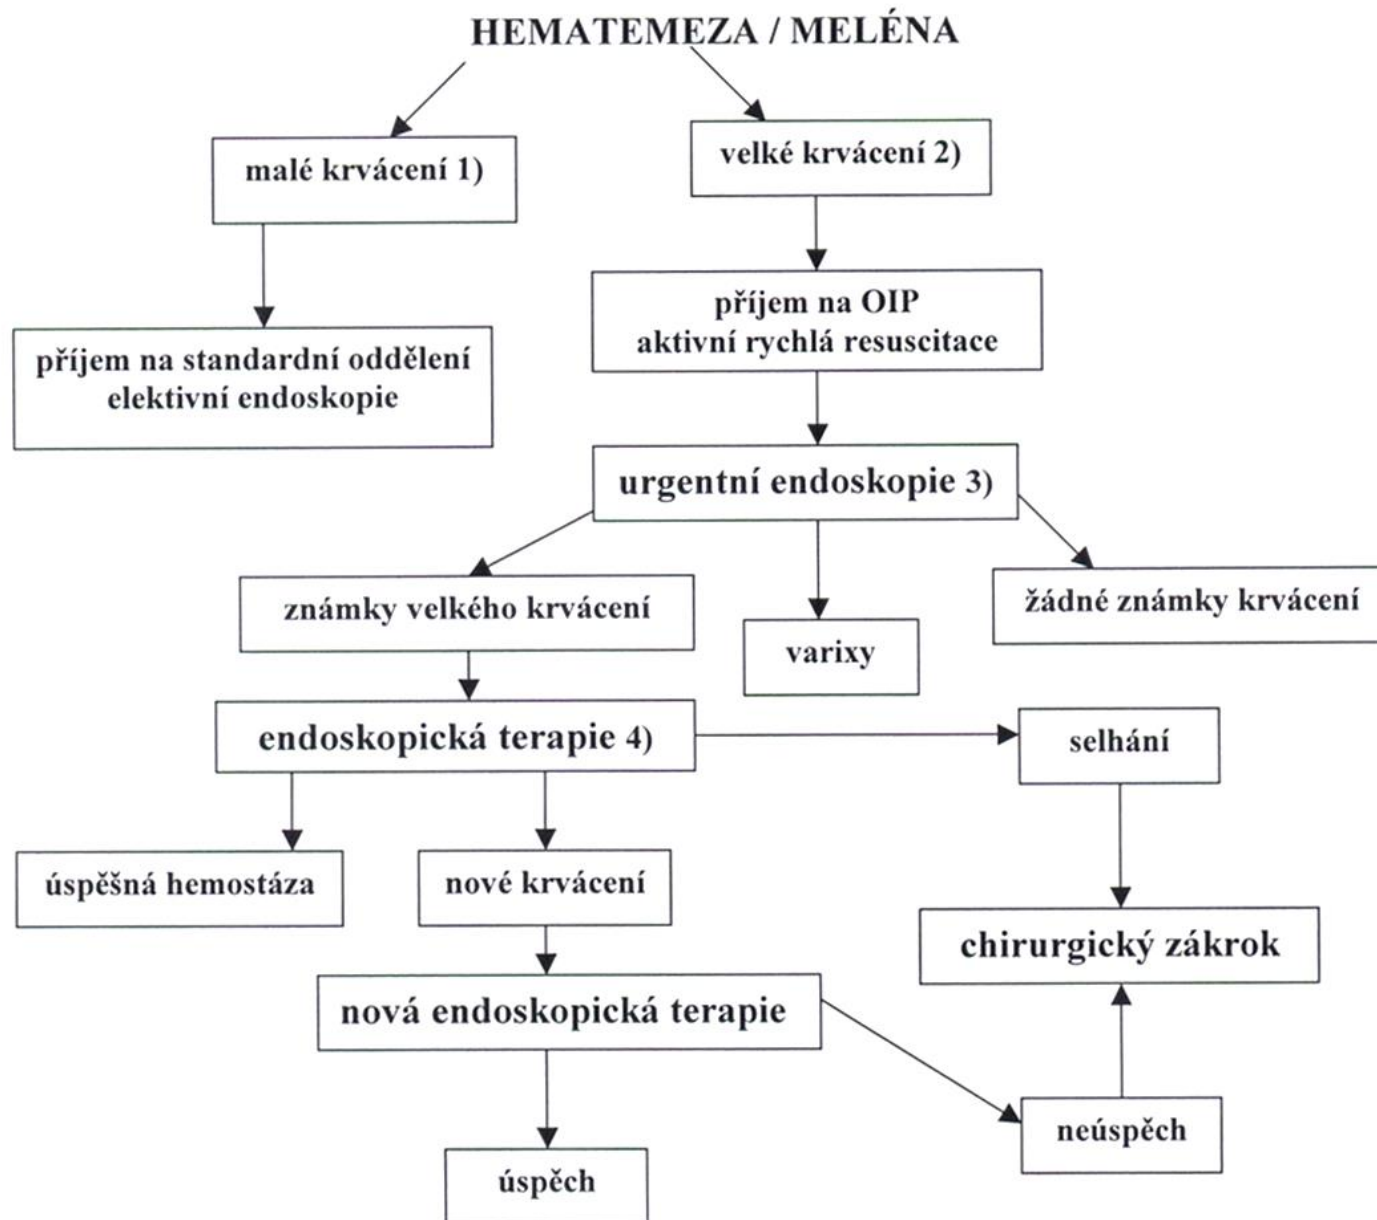 HEMATEMEZA / MELÉNA
malé krvácení 1)
velké krvácení 2)
příjem na OIP
aktivní rychlá resuscitace
příjem na standardní oddělení
elektivní endoskopie
urgentní endoskopie 3)
známky velkého krvácení
varixy
žádné známky krvácení
endoskopická terapie 4)
selhání
úspěšná hemostáza
nové krvácení
chirurgický zákrok
nová endoskopická terapie
neúspěch
úspěch